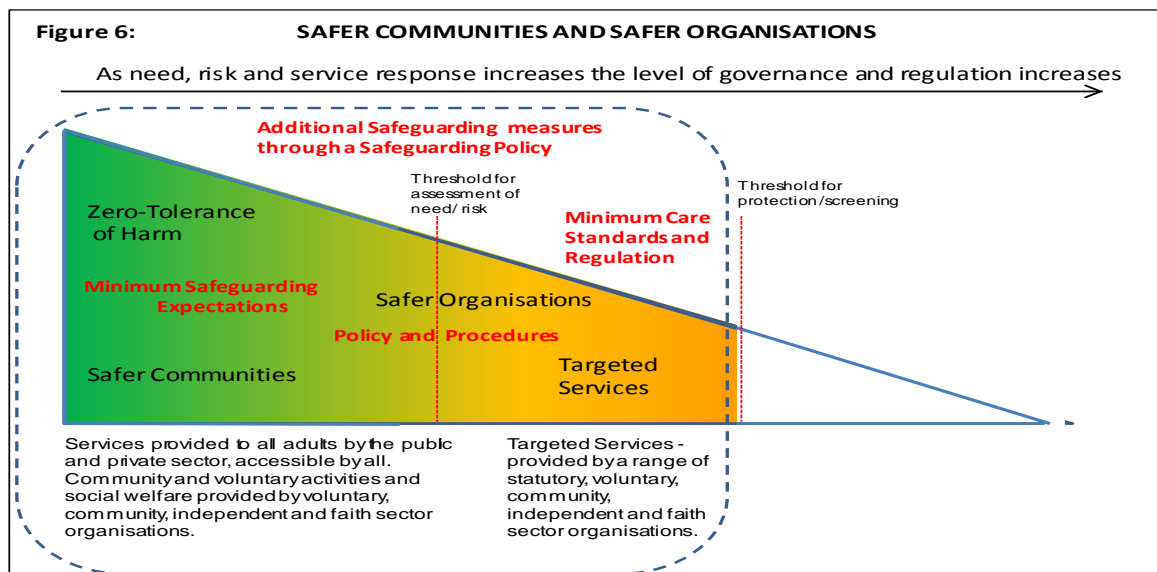 Figure 6: SAFER COMMUNITIES AND SAFER ORGANISATIONS
As need, risk and service response increases the level of governance and regulation increases
Additional Safeguarding measures
through a Safeguarding Policy
Threshold for
assessment of
need/ risk
Threshold for
protection/screening
Zero-Tolerance
of Harm
Minimum Care
Standards and
Regulation
Minimum Safeguarding
Expectations
Safer Organisations
Policy and Procedures
Safer Communities
Targeted
Services
Services provided to all adults by the public
and private sector, accessible by all.
Community and voluntary activities and
social welfare provided by voluntary,
community, independent and faith sector
organisations.
Targeted Services -
provided by a range of
statutory, voluntary,
community,
independent and faith
sector organisations.